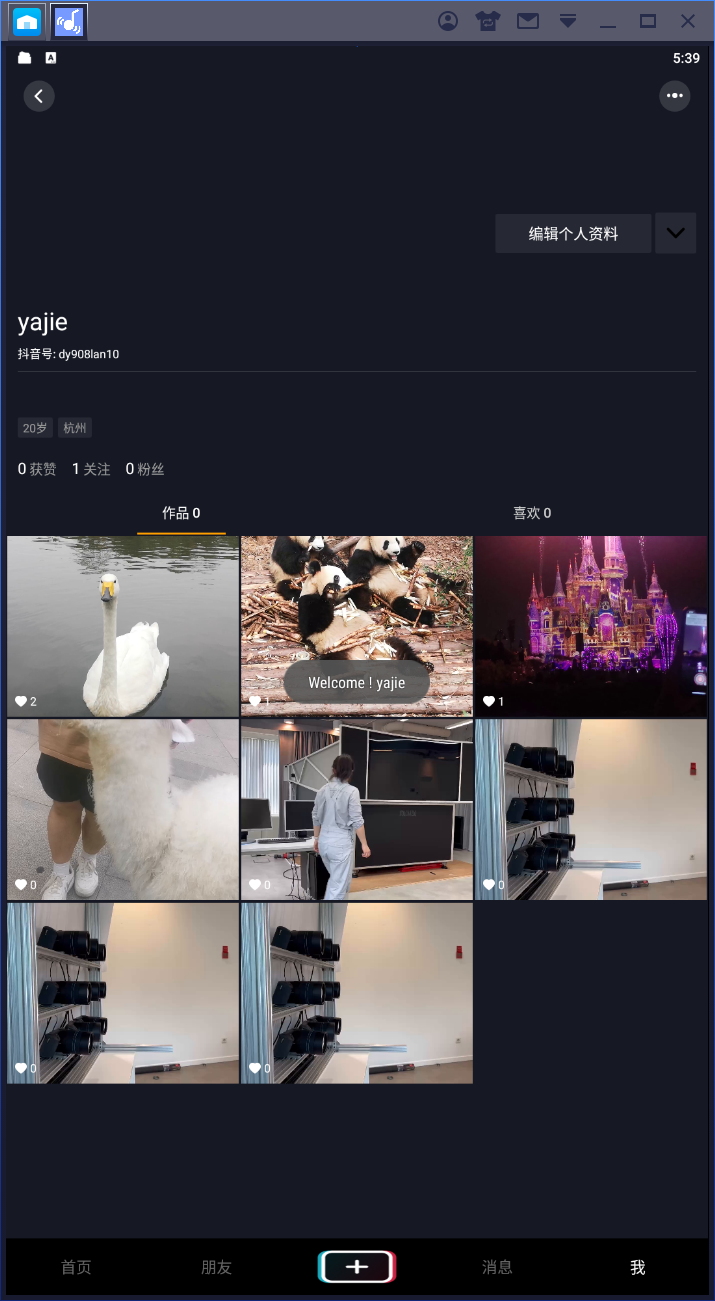 A
5:39
编辑个人资料
yajie
抖音号: dy908lan10
20岁 杭州
0 获赞 1 关注 0 粉丝
作品 0 喜欢 0
2
Welcome ! yajie
1
1
0
0
0
0
0
首页 朋友 消息 我